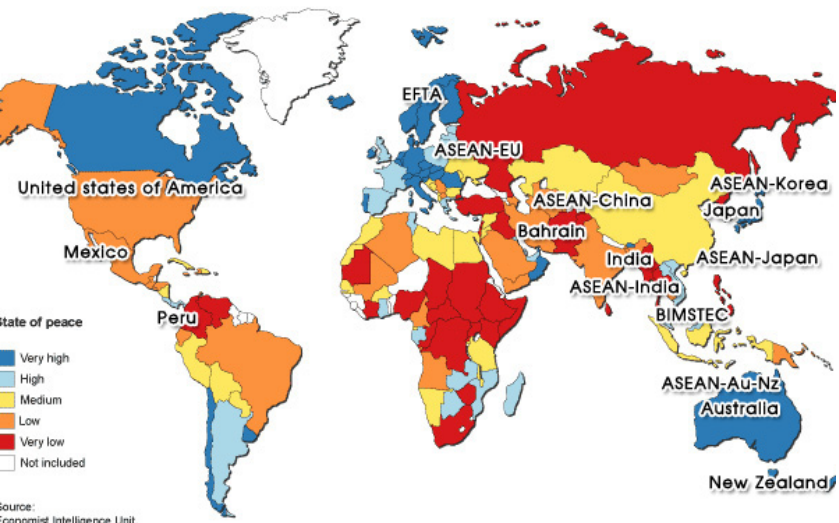 EFTA
ASEAN-EU
United states of America
ASEAN-China
ASEAN-Korea
Japan
Bahrain
Mexico
India
ASEAN-Japan
ASEAN-India
Peru
BIMSTEC
State of peace
Very high
High
Medium
Low
Very low
Not included
ASEAN-Au-Nz
Australia
New Zealand
Source:
Economist Intelligence Unit